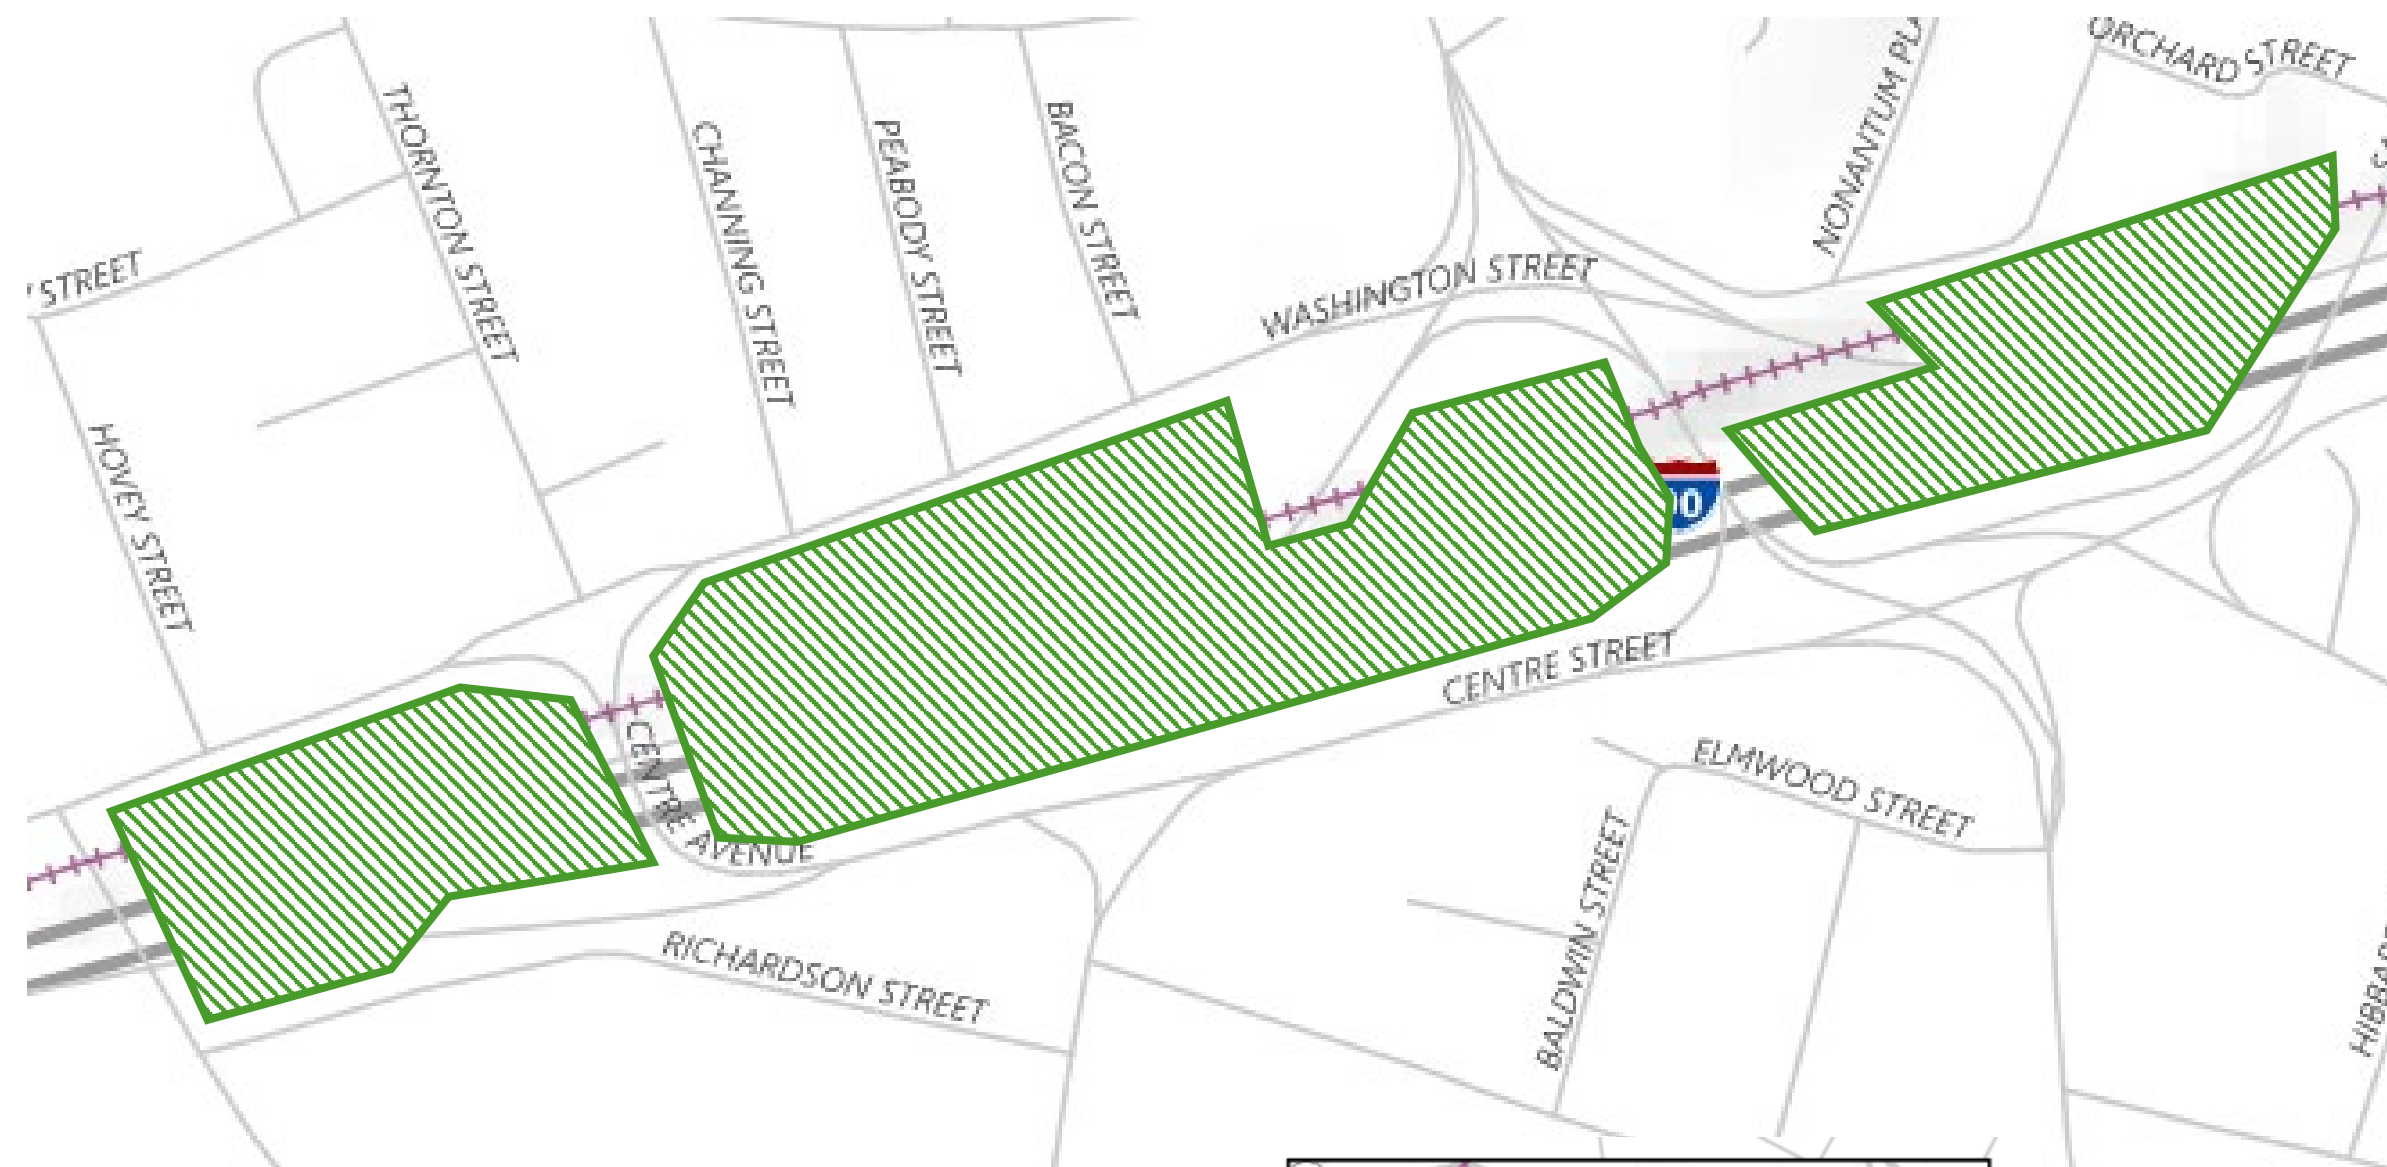 ORCHARD STREET
NONANTUM PL
THORNTON STREET
CHANNING STREET
PEABODY STREET
BACON STREET
WASHINGTON STREET
STREET
HOVEY STREET
CENTRE STREET
CENTRE AVENUE
ELMWOOD STREET
BALDWIN STREET
RICHARDSON STREET